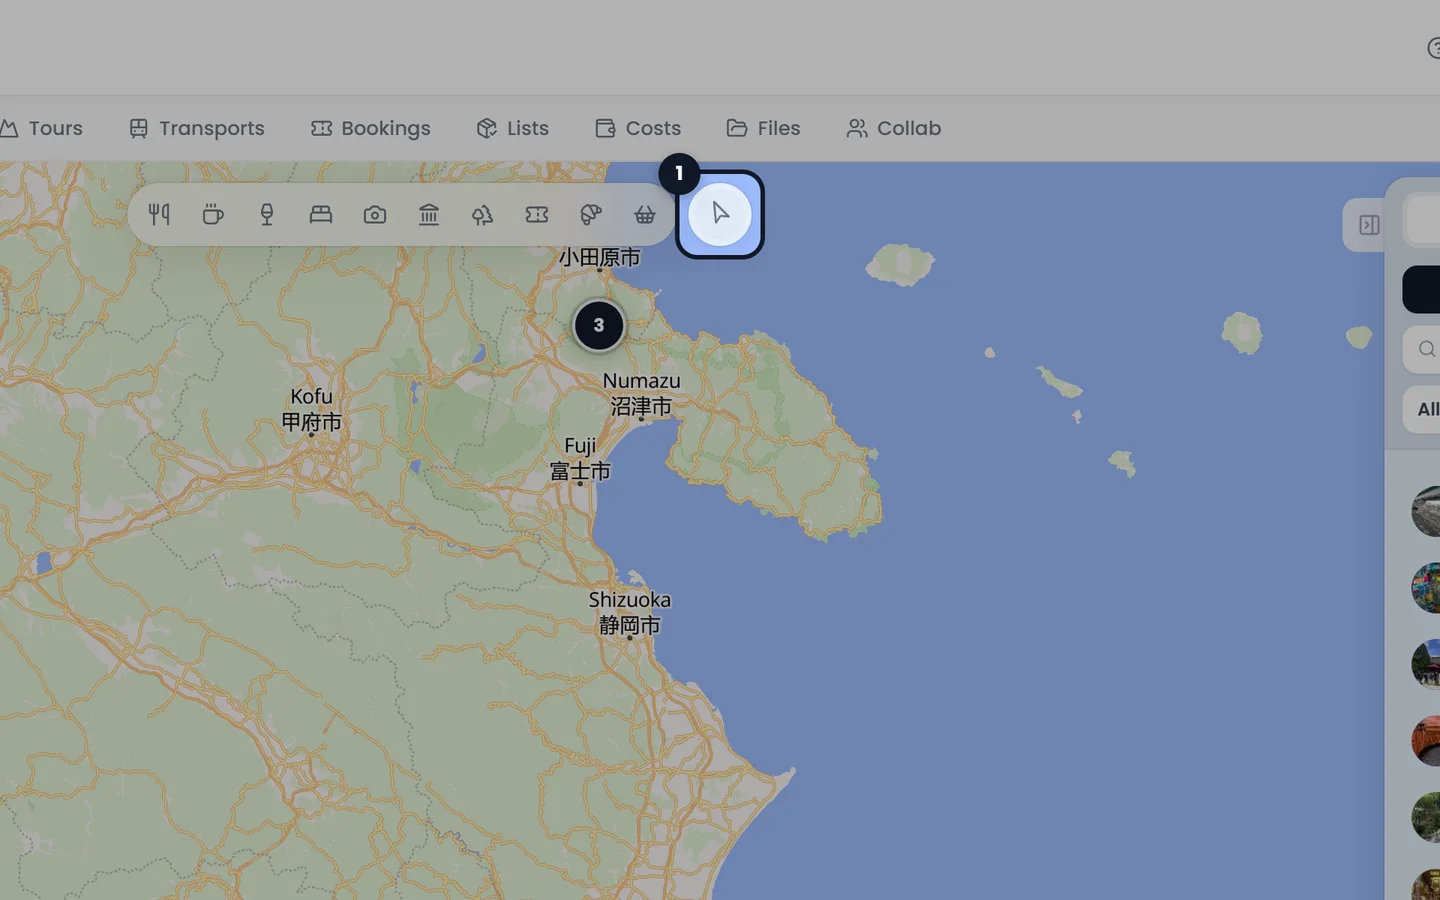 Tours
Transports
Bookings
Lists
Costs
Files
Collab
1
小田原市
3
Numazu
沼津市
Kofu
甲府市
Fuji
富士市
All
Shizuoka
静岡市